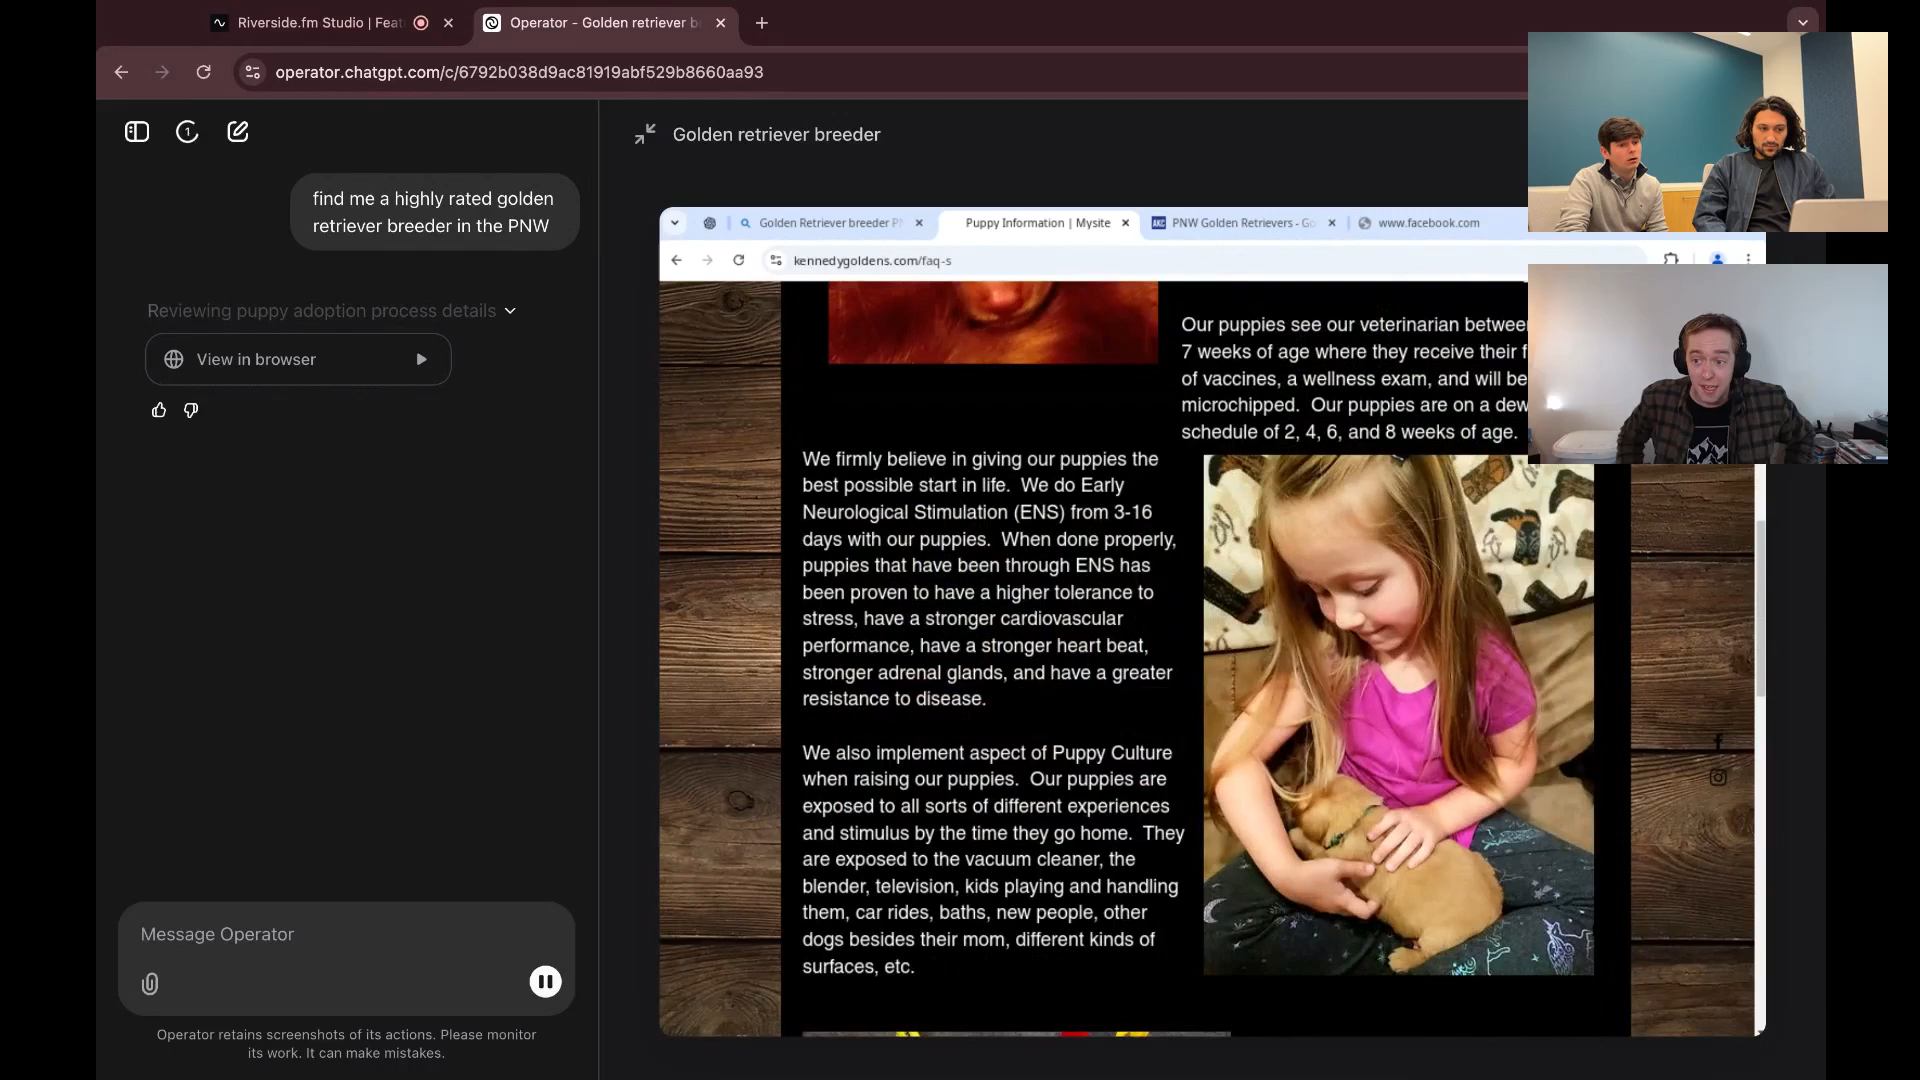 Riverside.fm Studio | Feat
Operator - Golden retriever b
operator.chatgpt.com/c/6792b038d9ac81919abf529b8660aa93
1
find me a highly rated golden
retriever breeder in the PNW
Reviewing puppy adoption process details
View in browser
Message Operator
Operator retains screenshots of its actions. Please monitor
its work. It can make mistakes.
Golden retriever breeder
Golden Retriever breeder PN
Puppy Information | Mysite
AKC
PNW Golden Retrievers - Go
www.facebook.com
kennedygoldens.com/faq-s
Our puppies see our veterinarian between
7 weeks of age where they receive their f
of vaccines, a wellness exam, and will be
microchipped. Our puppies are on a dew
schedule of 2, 4, 6, and 8 weeks of age.
We firmly believe in giving our puppies the
best possible start in life. We do Early
Neurological Stimulation (ENS) from 3-16
days with our puppies. When done properly,
puppies that have been through ENS has
been proven to have a higher tolerance to
stress, have a stronger cardiovascular
performance, have a stronger heart beat,
stronger adrenal glands, and have a greater
resistance to disease.
We also implement aspect of Puppy Culture
when raising our puppies. Our puppies are
exposed to all sorts of different experiences
and stimulus by the time they go home. They
are exposed to the vacuum cleaner, the
blender, television, kids playing and handling
them, car rides, baths, new people, other
dogs besides their mom, different kinds of
surfaces, etc.